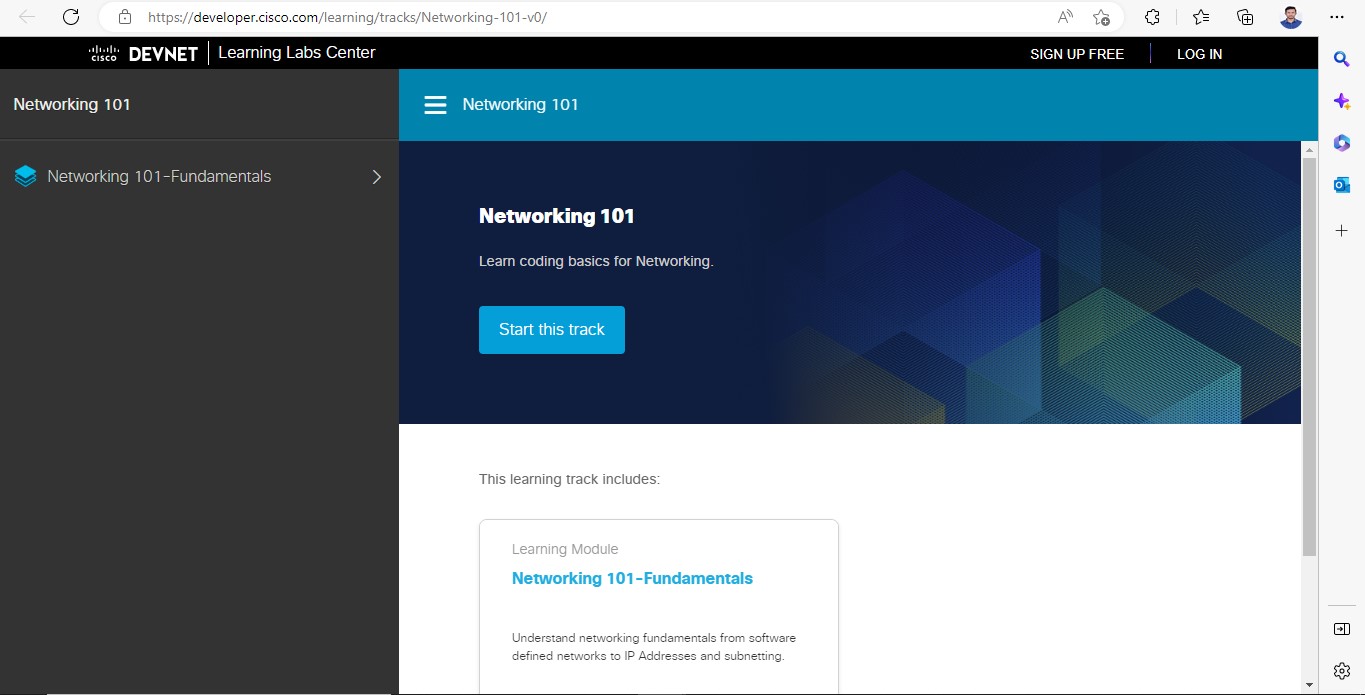 https://developer.cisco.com/learning/tracks/Networking-101-v0/
CISCO DEVNET Learning Labs Center
SIGN UP FREE
LOG IN
Networking 101
Networking 101
Networking 101-Fundamentals
Networking 101
Learn coding basics for Networking.
Start this track
This learning track includes:
Learning Module
Networking 101-Fundamentals
Understand networking fundamentals from software
defined networks to IP Addresses and subnetting.